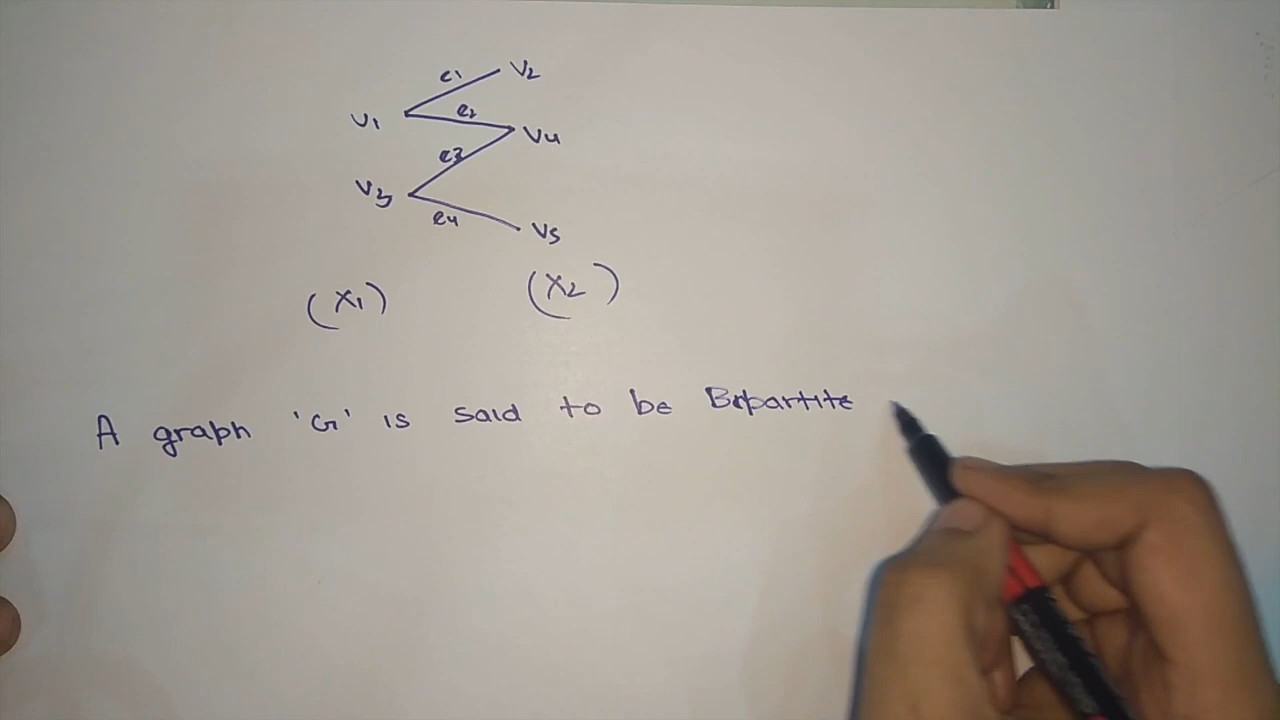 e1 V2
V1 e2 V4
e3
V3 e4 V5
(X1) (X2)
A graph 'G' is said to be Bipartite